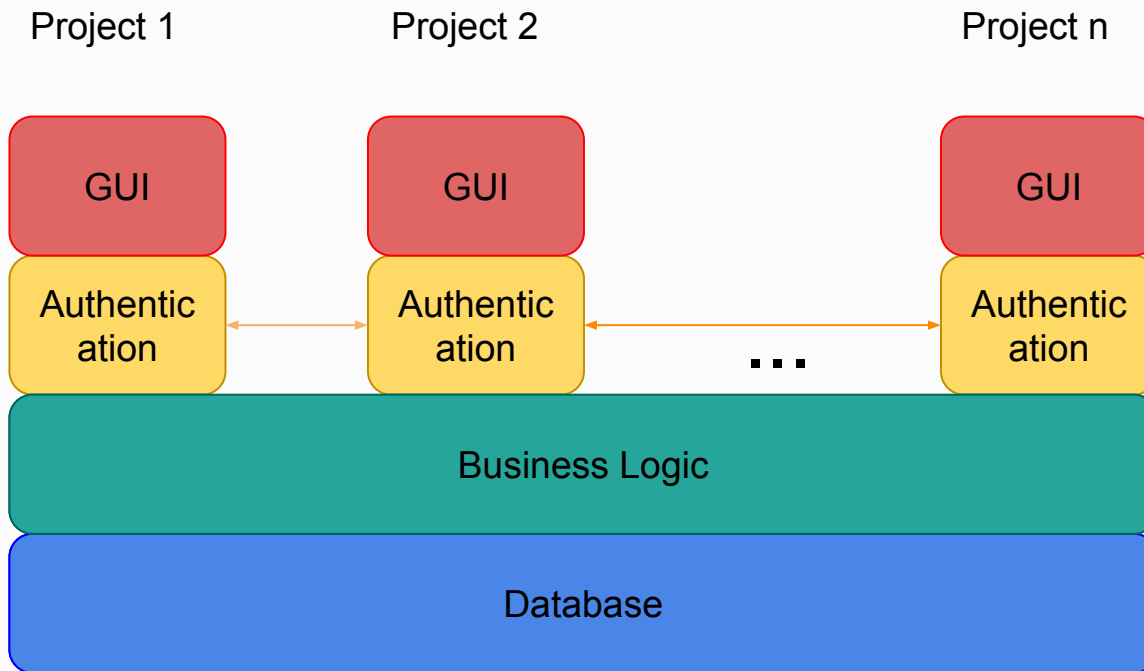 Project 1
Project 2
Project n
GUI
GUI
GUI
Authentic
ation
Authentic
ation
Authentic
ation
...
Business Logic
Database